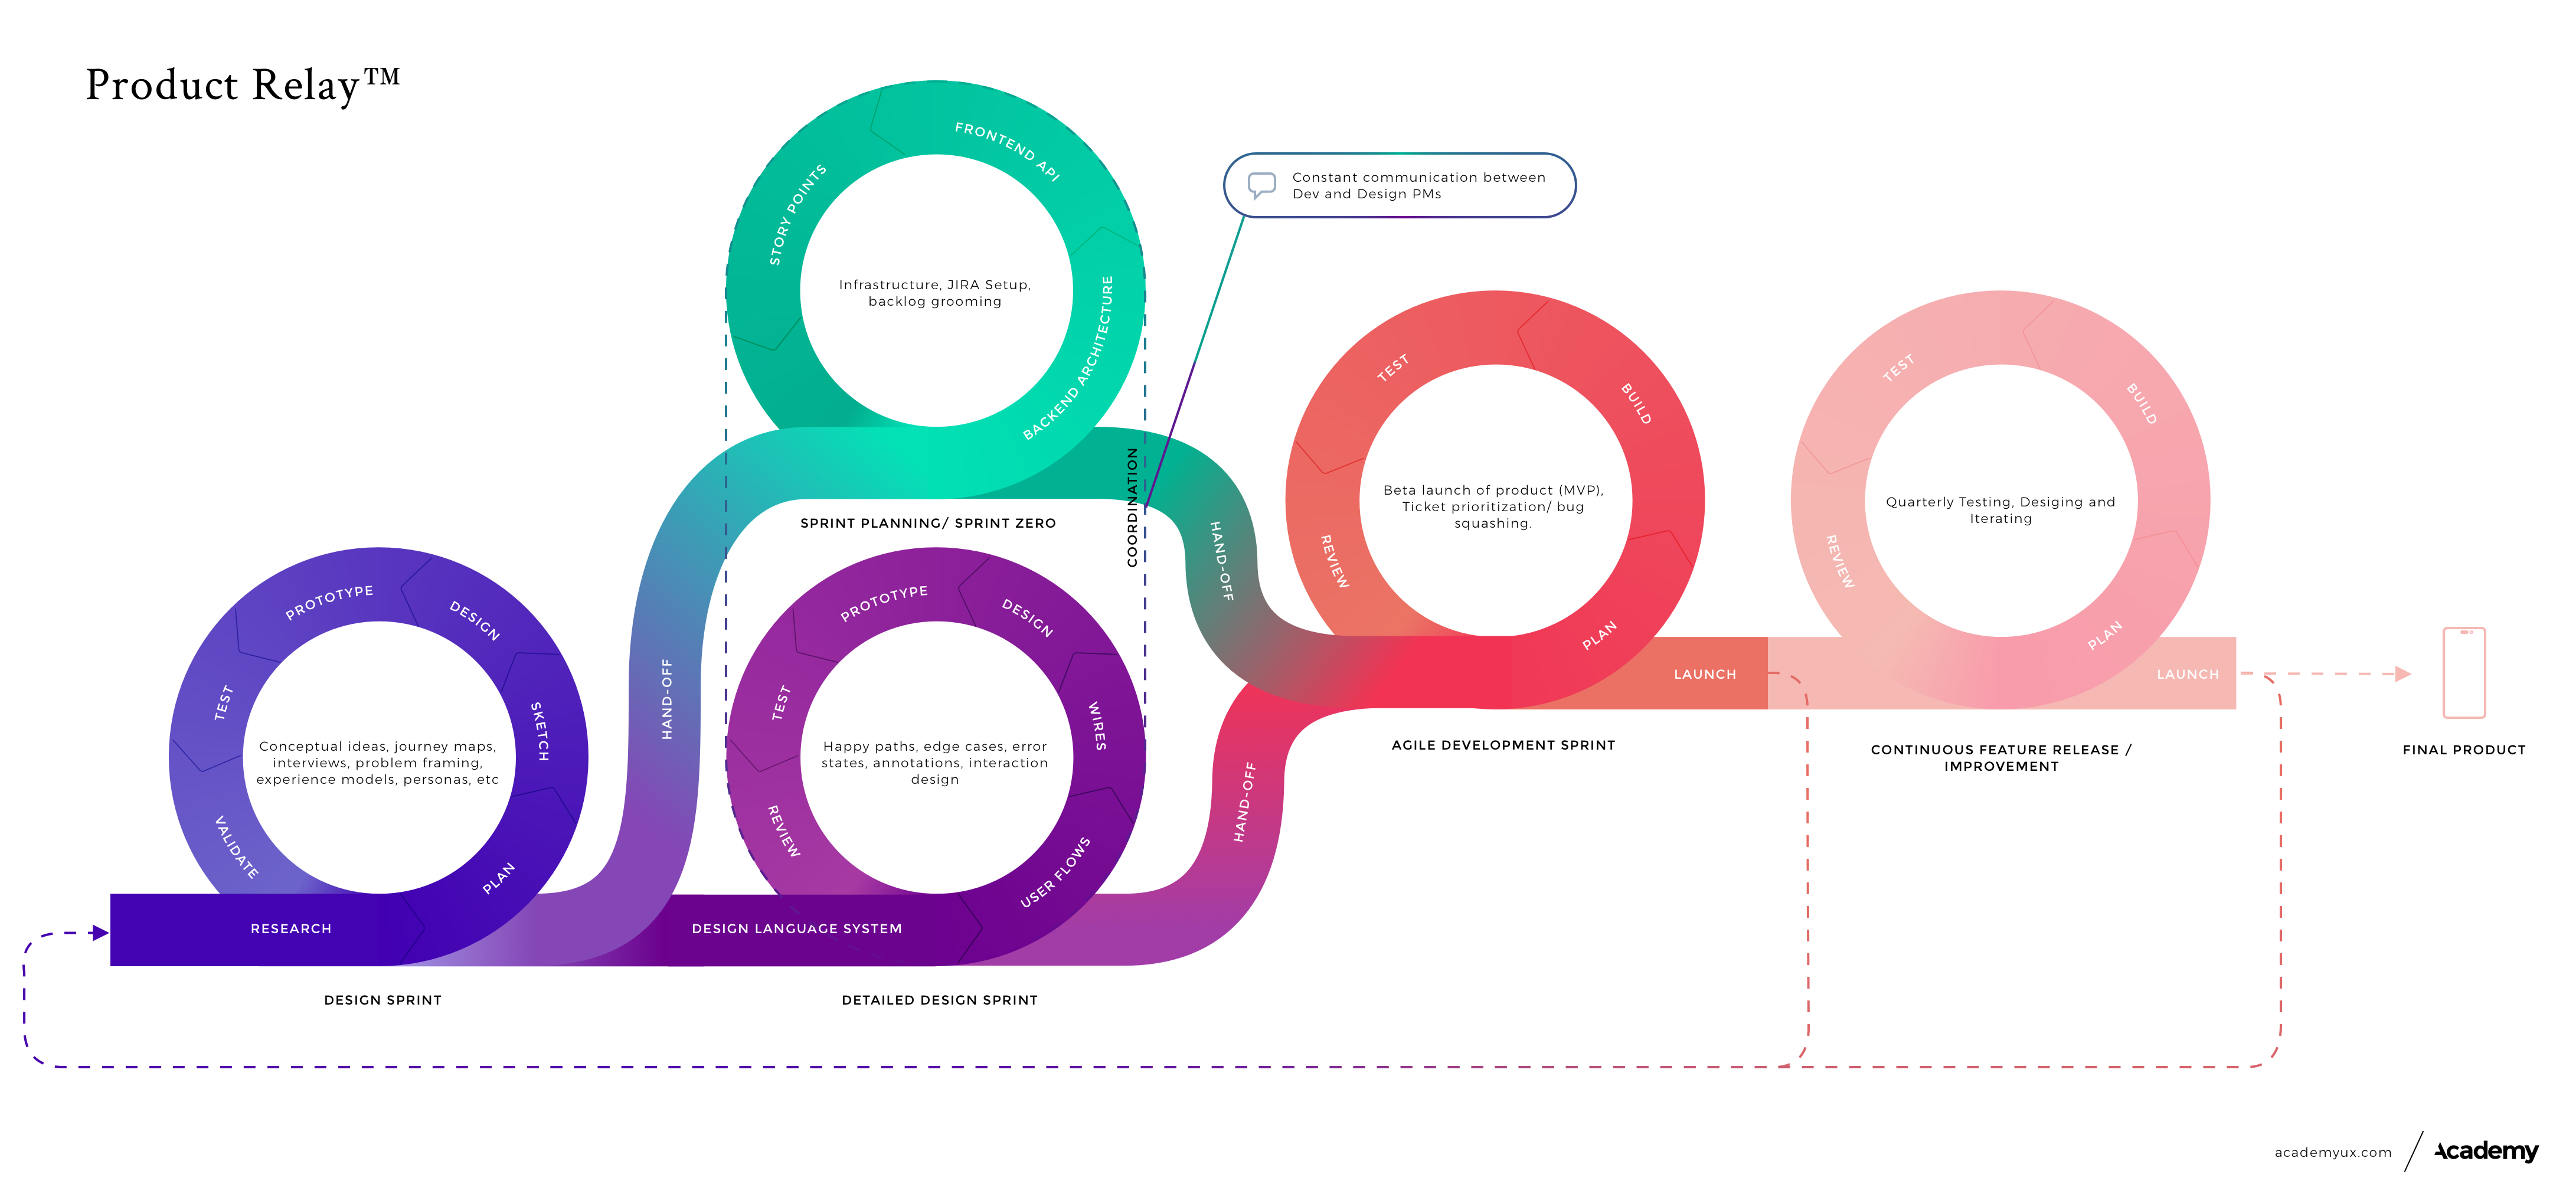 Product Relay™
FRONTEND API
STORY POINTS
BACKEND ARCHITECTURE
Infrastructure, JIRA Setup,
backlog grooming
Constant communication between
Dev and Design PMs
SPRINT PLANNING/ SPRINT ZERO
COORDINATION
HAND-OFF
HAND-OFF
HAND-OFF
RESEARCH
PLAN
SKETCH
DESIGN
PROTOTYPE
TEST
VALIDATE
Conceptual ideas, journey maps,
interviews, problem framing,
experience models, personas, etc
DESIGN SPRINT
DESIGN LANGUAGE SYSTEM
USER FLOWS
WIRES
DESIGN
PROTOTYPE
TEST
REVIEW
Happy paths, edge cases, error
states, annotations, interaction
design
DETAILED DESIGN SPRINT
PLAN
BUILD
TEST
REVIEW
Beta launch of product (MVP),
Ticket prioritization/ bug
squashing.
LAUNCH
AGILE DEVELOPMENT SPRINT
PLAN
BUILD
TEST
REVIEW
Quarterly Testing, Desiging and
Iterating
LAUNCH
CONTINUOUS FEATURE RELEASE /
IMPROVEMENT
FINAL PRODUCT
academyux.com
Academy